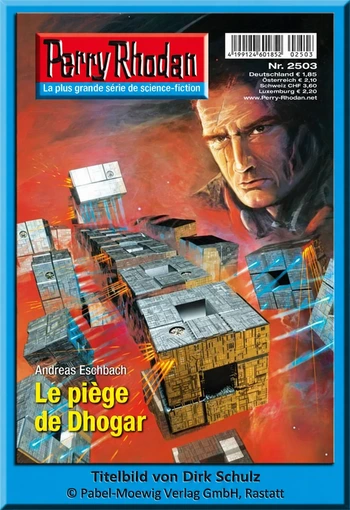 Perry Rhodan
La plus grande série de science-fiction
4199124601852 02503
Nr. 2503
Deutschland € 1,85
Österreich € 2,10
Schweiz CHF 3,60
Luxemburg € 2,20
www.Perry-Rhodan.net
Andreas Eschbach
Le piège
de Dhogar
Titelbild von Dirk Schulz
© Pabel-Moewig Verlag GmbH, Rastatt